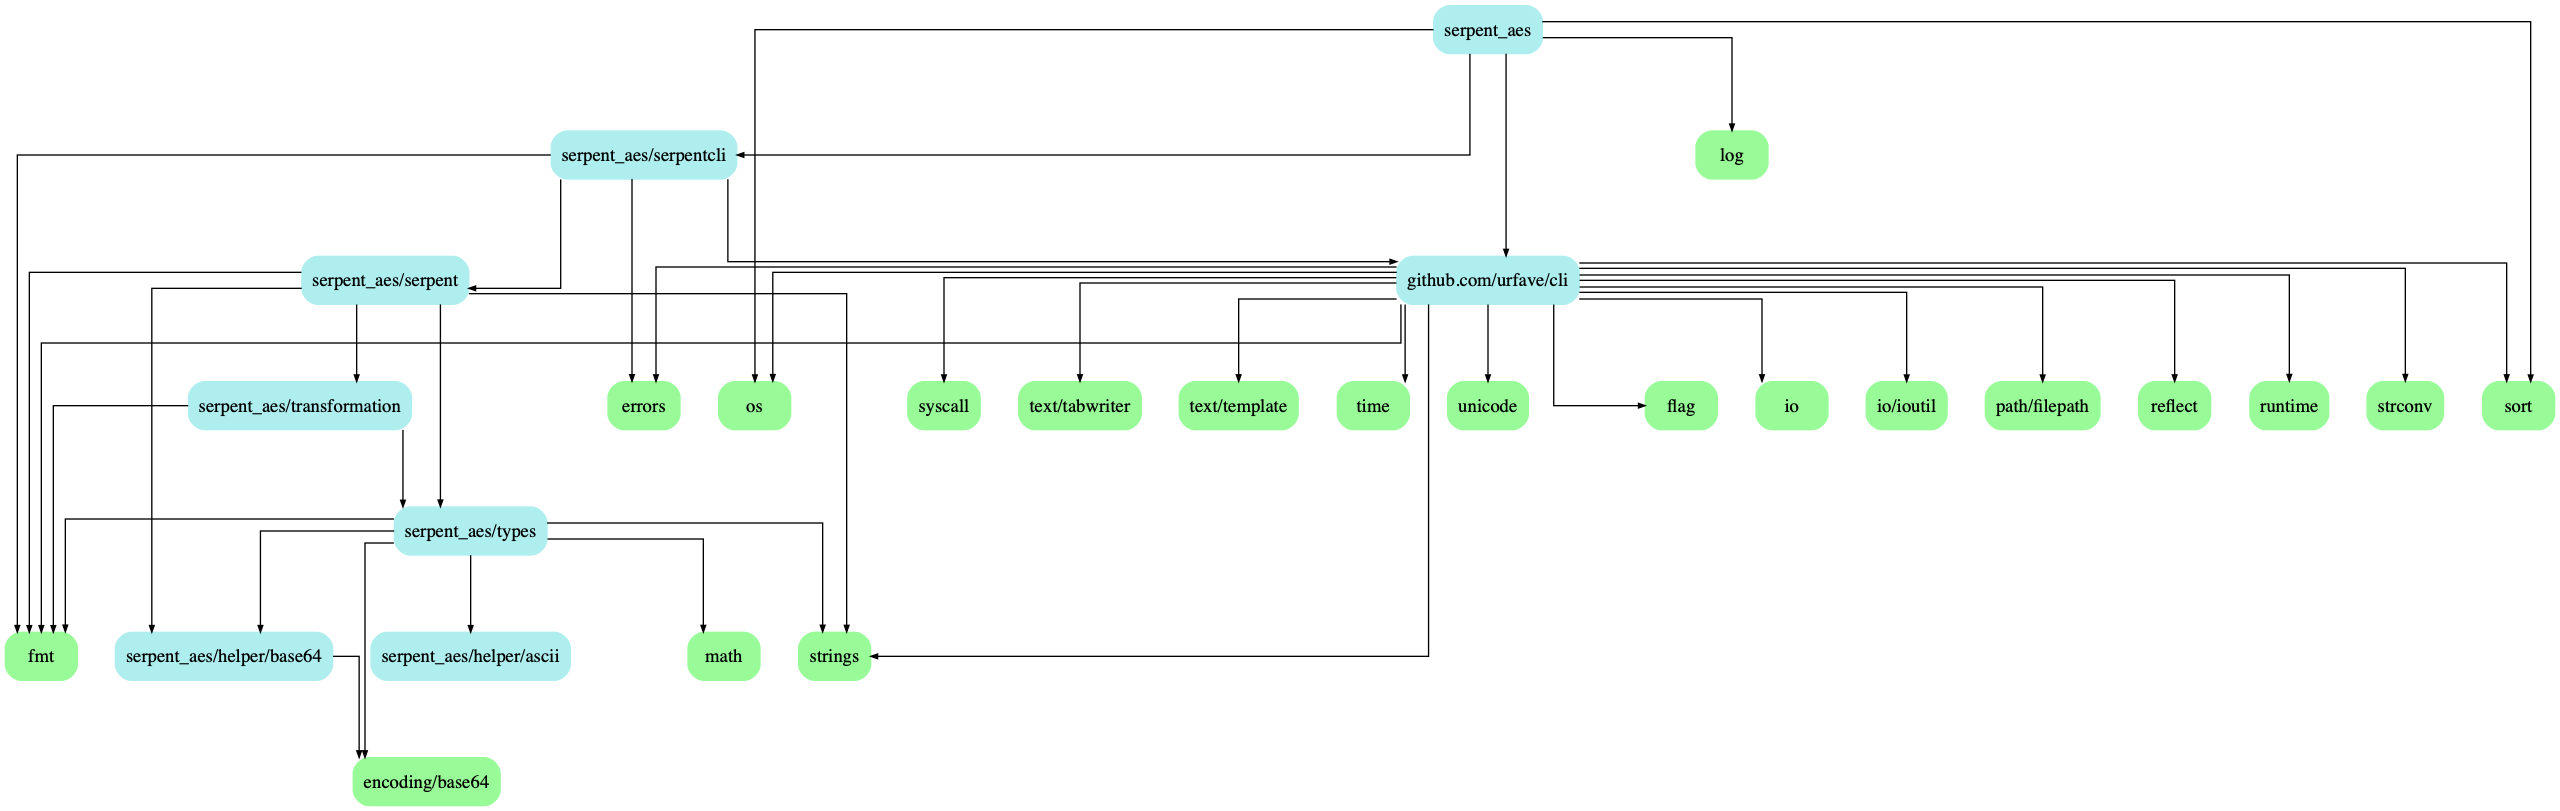 serpent_aes
serpent_aes/serpentcli
log
serpent_aes/serpent
github.com/urfave/cli
serpent_aes/transformation
errors
os
syscall
text/tabwriter
text/template
time
unicode
flag
io
io/ioutil
path/filepath
reflect
runtime
strconv
sort
serpent_aes/types
fmt
serpent_aes/helper/base64
serpent_aes/helper/ascii
math
strings
encoding/base64